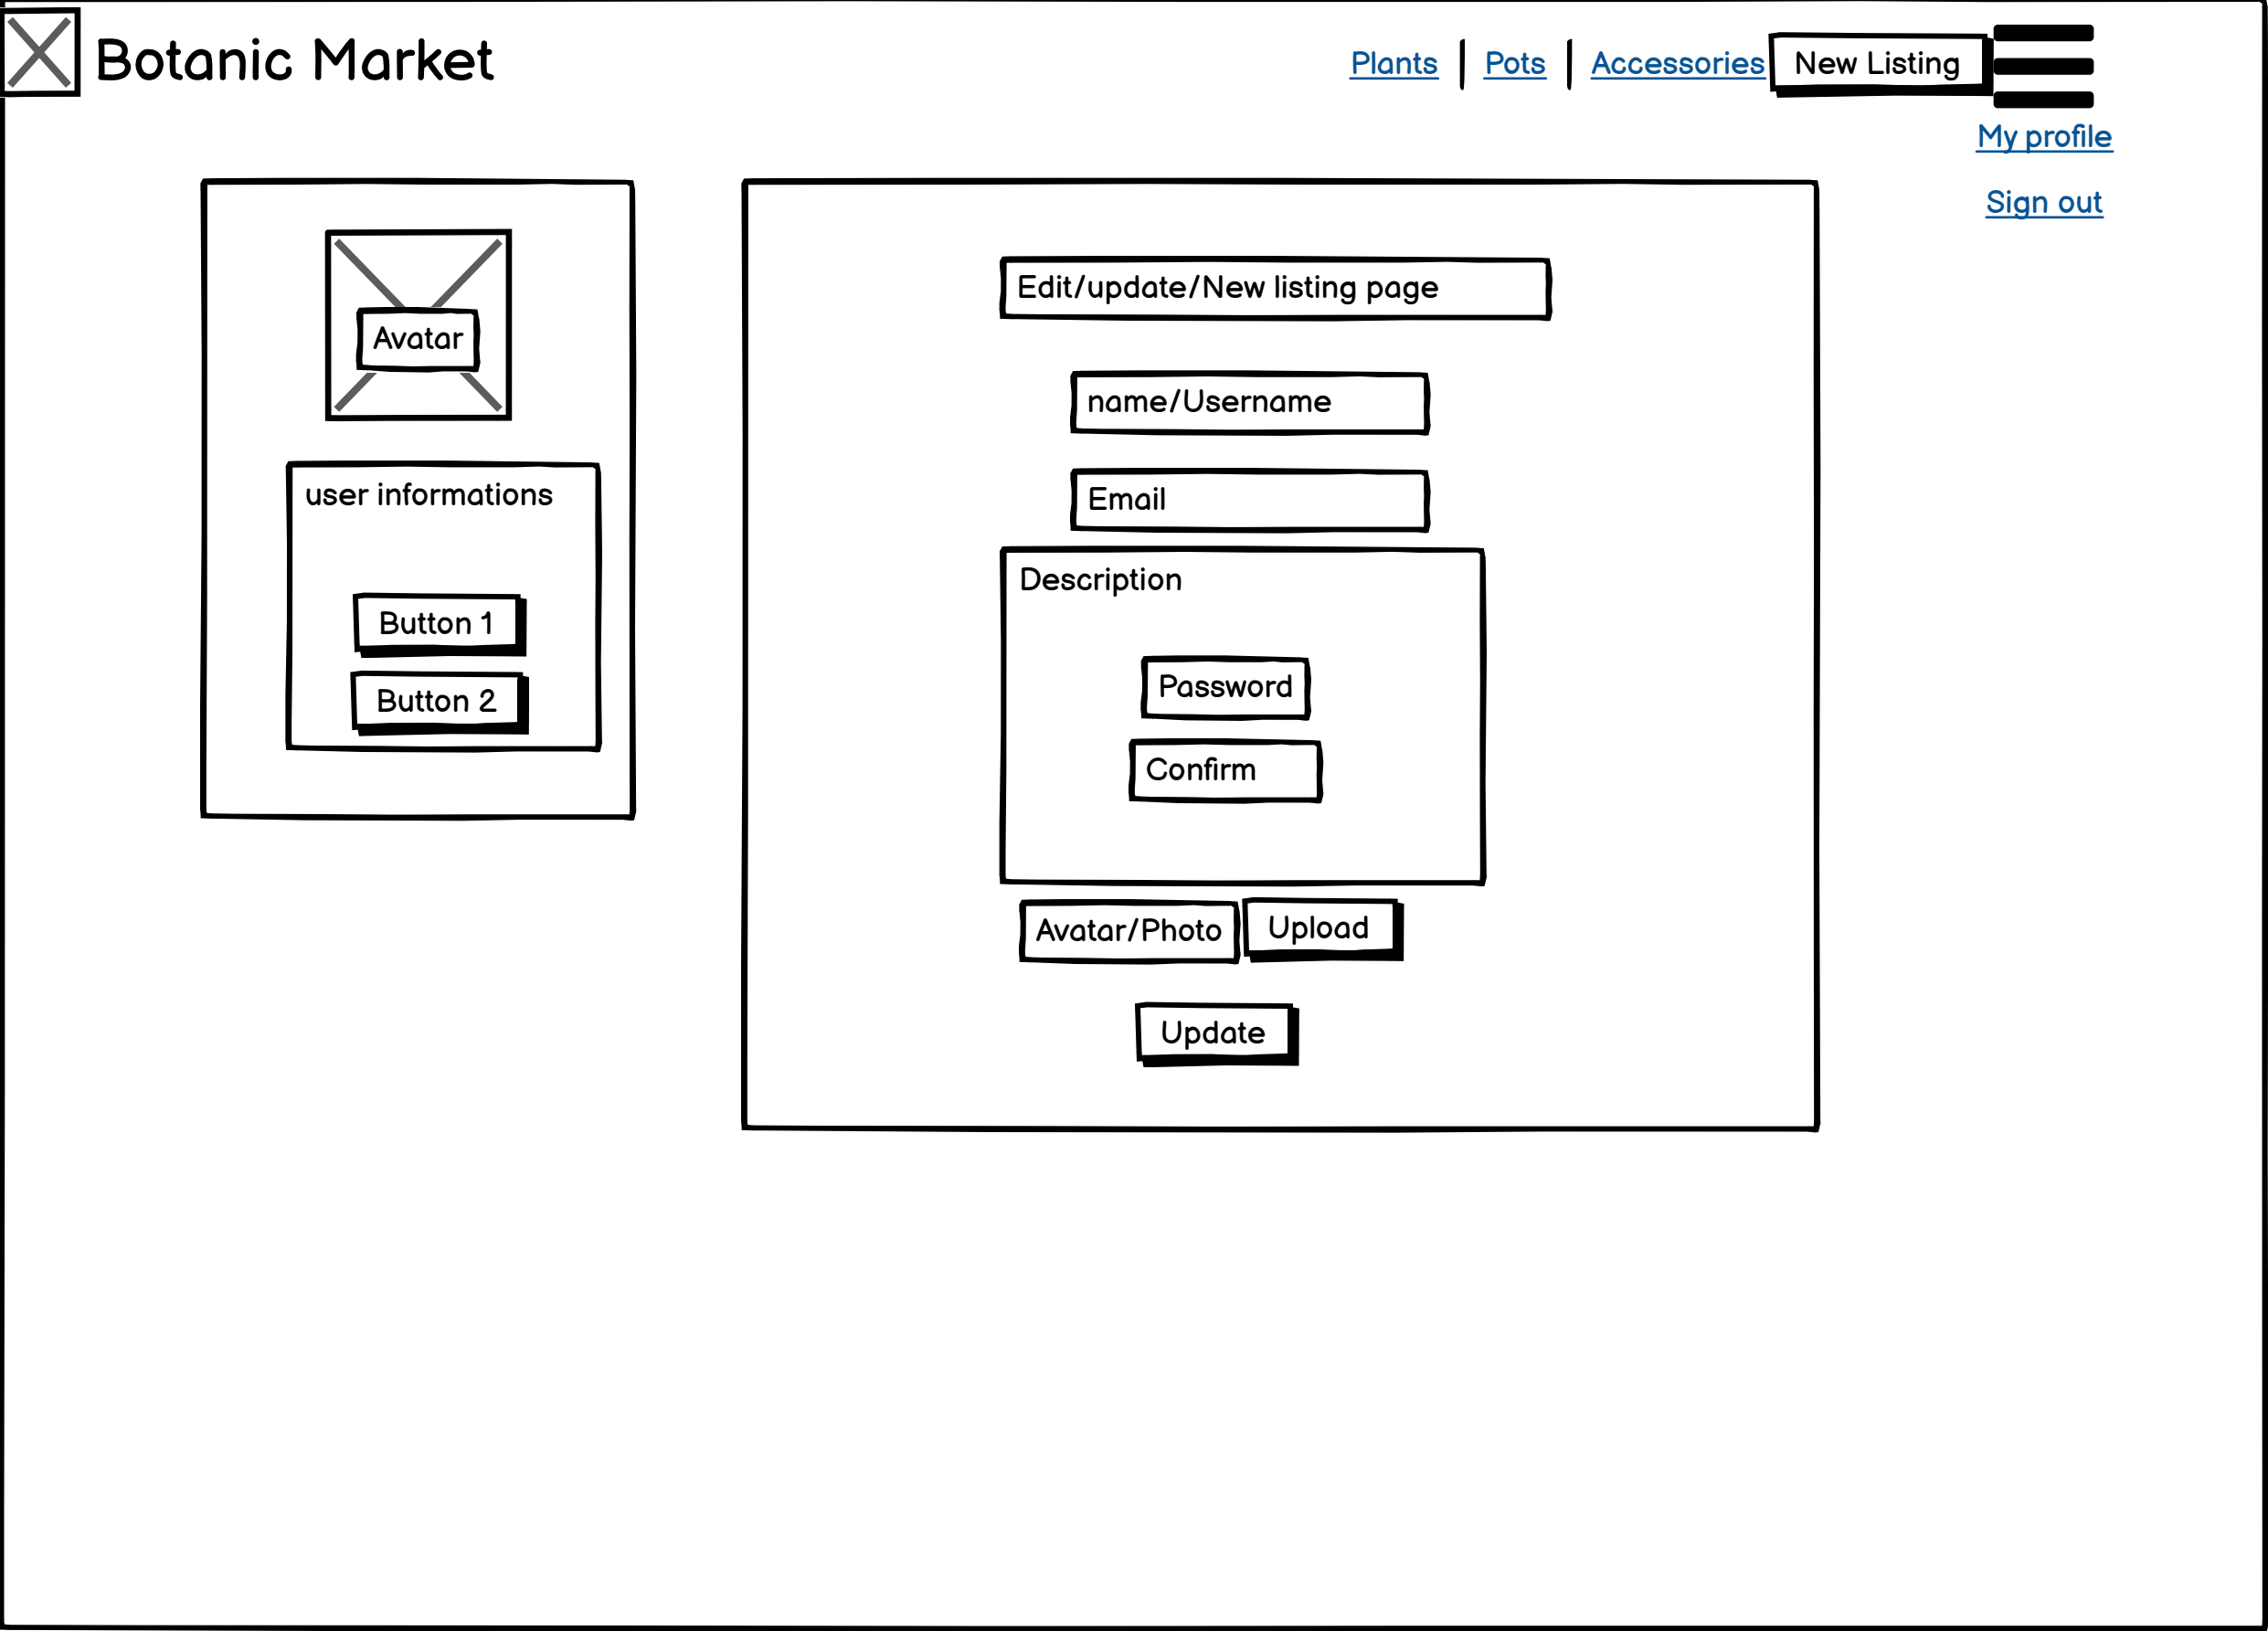 Botanic Market
Plants | Pots | Accessories
New Listing
My profile
Sign out
Avatar
user informations
Button 1
Button 2
Edit/update/New listing page
name/Username
Email
Description
Password
Confirm
Avatar/Photo
Upload
Update